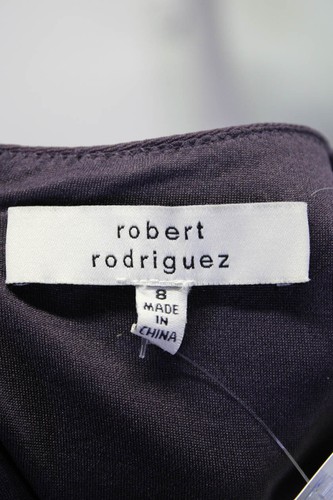 robert
rodriguez
8
MADE
IN
CHINA